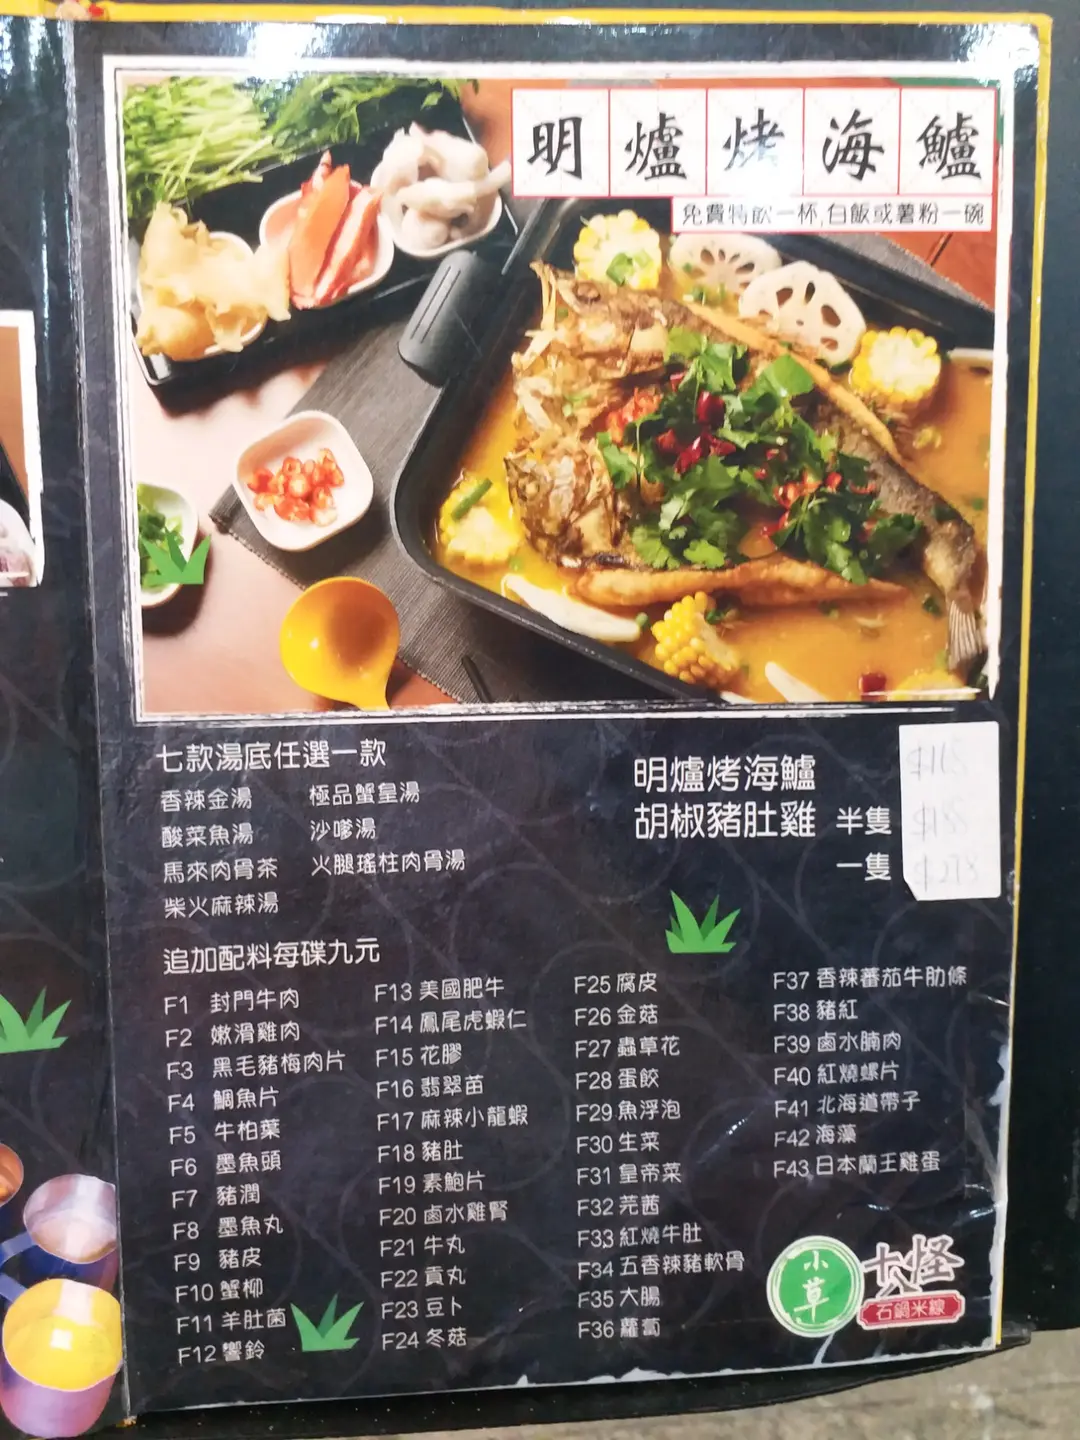 明爐烤海鱸
免費特飲一杯,白飯或薯粉一碗
七款湯底任選一款
香辣金湯
極品蟹皇湯
酸菜魚湯
沙嗲湯
馬來肉骨茶
火腿瑤柱肉骨湯
柴火麻辣湯
明爐烤海鱸
胡椒豬肚雞 半隻
一隻
追加配料每碟九元
F1 封門牛肉
F2 嫩滑雞肉
F3 黑毛豬梅肉片
F4 鯛魚片
F5 牛柏葉
F6 墨魚頭
F7 豬潤
F8 墨魚丸
F9 豬皮
F10 蟹柳
F11 羊肚菌
F12 響鈴
F13 美國肥牛
F14 鳳尾虎蝦仁
F15 花膠
F16 翡翠苗
F17 麻辣小龍蝦
F18 豬肚
F19 素鮑片
F20 鹵水雞腎
F21 牛丸
F22 貢丸
F23 豆卜
F24 冬菇
F25 腐皮
F26 金菇
F27 蟲草花
F28 蛋餃
F29 魚浮泡
F30 生菜
F31 皇帝菜
F32 芫茜
F33 紅燒牛肚
F34 五香辣豬軟骨
F35 大腸
F36 蘿蔔
F37 香辣蕃茄牛肋條
F38 豬紅
F39 鹵水腩肉
F40 紅燒螺片
F41 北海道帶子
F42 海藻
F43 日本蘭王雞蛋
小草
十八怪
石鍋米線